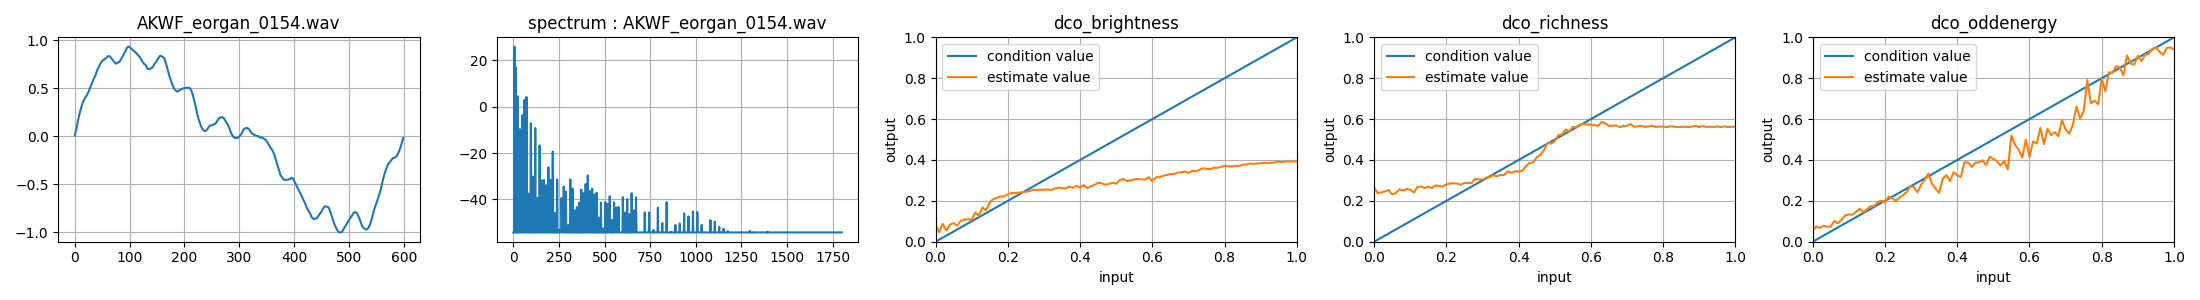 AKWF_eorgan_0154.wav
1.0
0.5
0.0
−0.5
−1.0
0 100 200 300 400 500 600
spectrum : AKWF_eorgan_0154.wav
20
0
−20
−40
0 250 500 750 1000 1250 1500 1750
dco_brightness
condition value
estimate value
output
1.0
0.8
0.6
0.4
0.2
0.0
0.0 0.2 0.4 0.6 0.8 1.0
input
dco_richness
condition value
estimate value
output
1.0
0.8
0.6
0.4
0.2
0.0
0.0 0.2 0.4 0.6 0.8 1.0
input
dco_oddenergy
condition value
estimate value
output
1.0
0.8
0.6
0.4
0.2
0.0
0.0 0.2 0.4 0.6 0.8 1.0
input